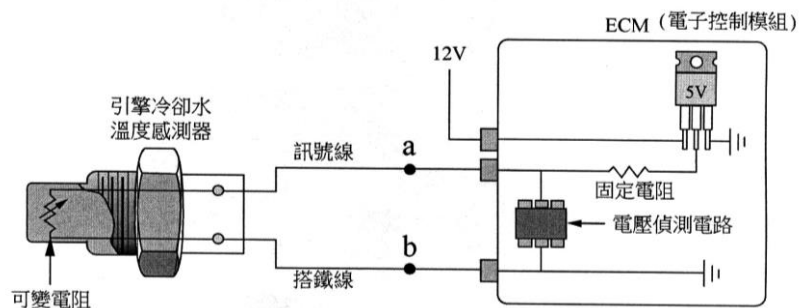 ECM (電子控制模組)
12V
5V
引擎冷卻水
溫度感測器
訊號線
a
固定電阻
電壓偵測電路
b
搭鐵線
可變電阻